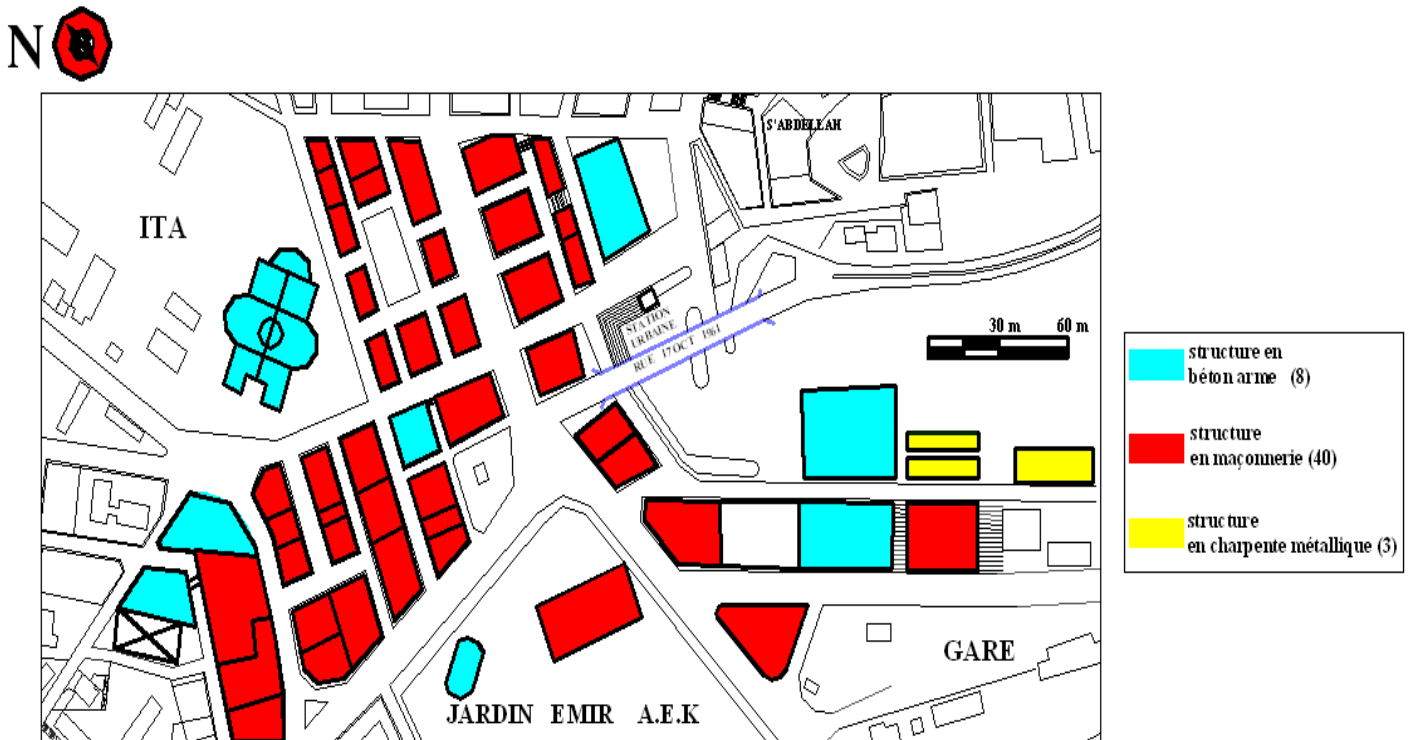 N
S'ABDELLAH
ITA
STATION
URBAINE
RUE 17 OCT 1961
30 m 60 m
structure en
béton arme (8)
structure
en maçonnerie (40)
structure
en charpente métallique (3)
GARE
JARDIN EMIR A.E.K